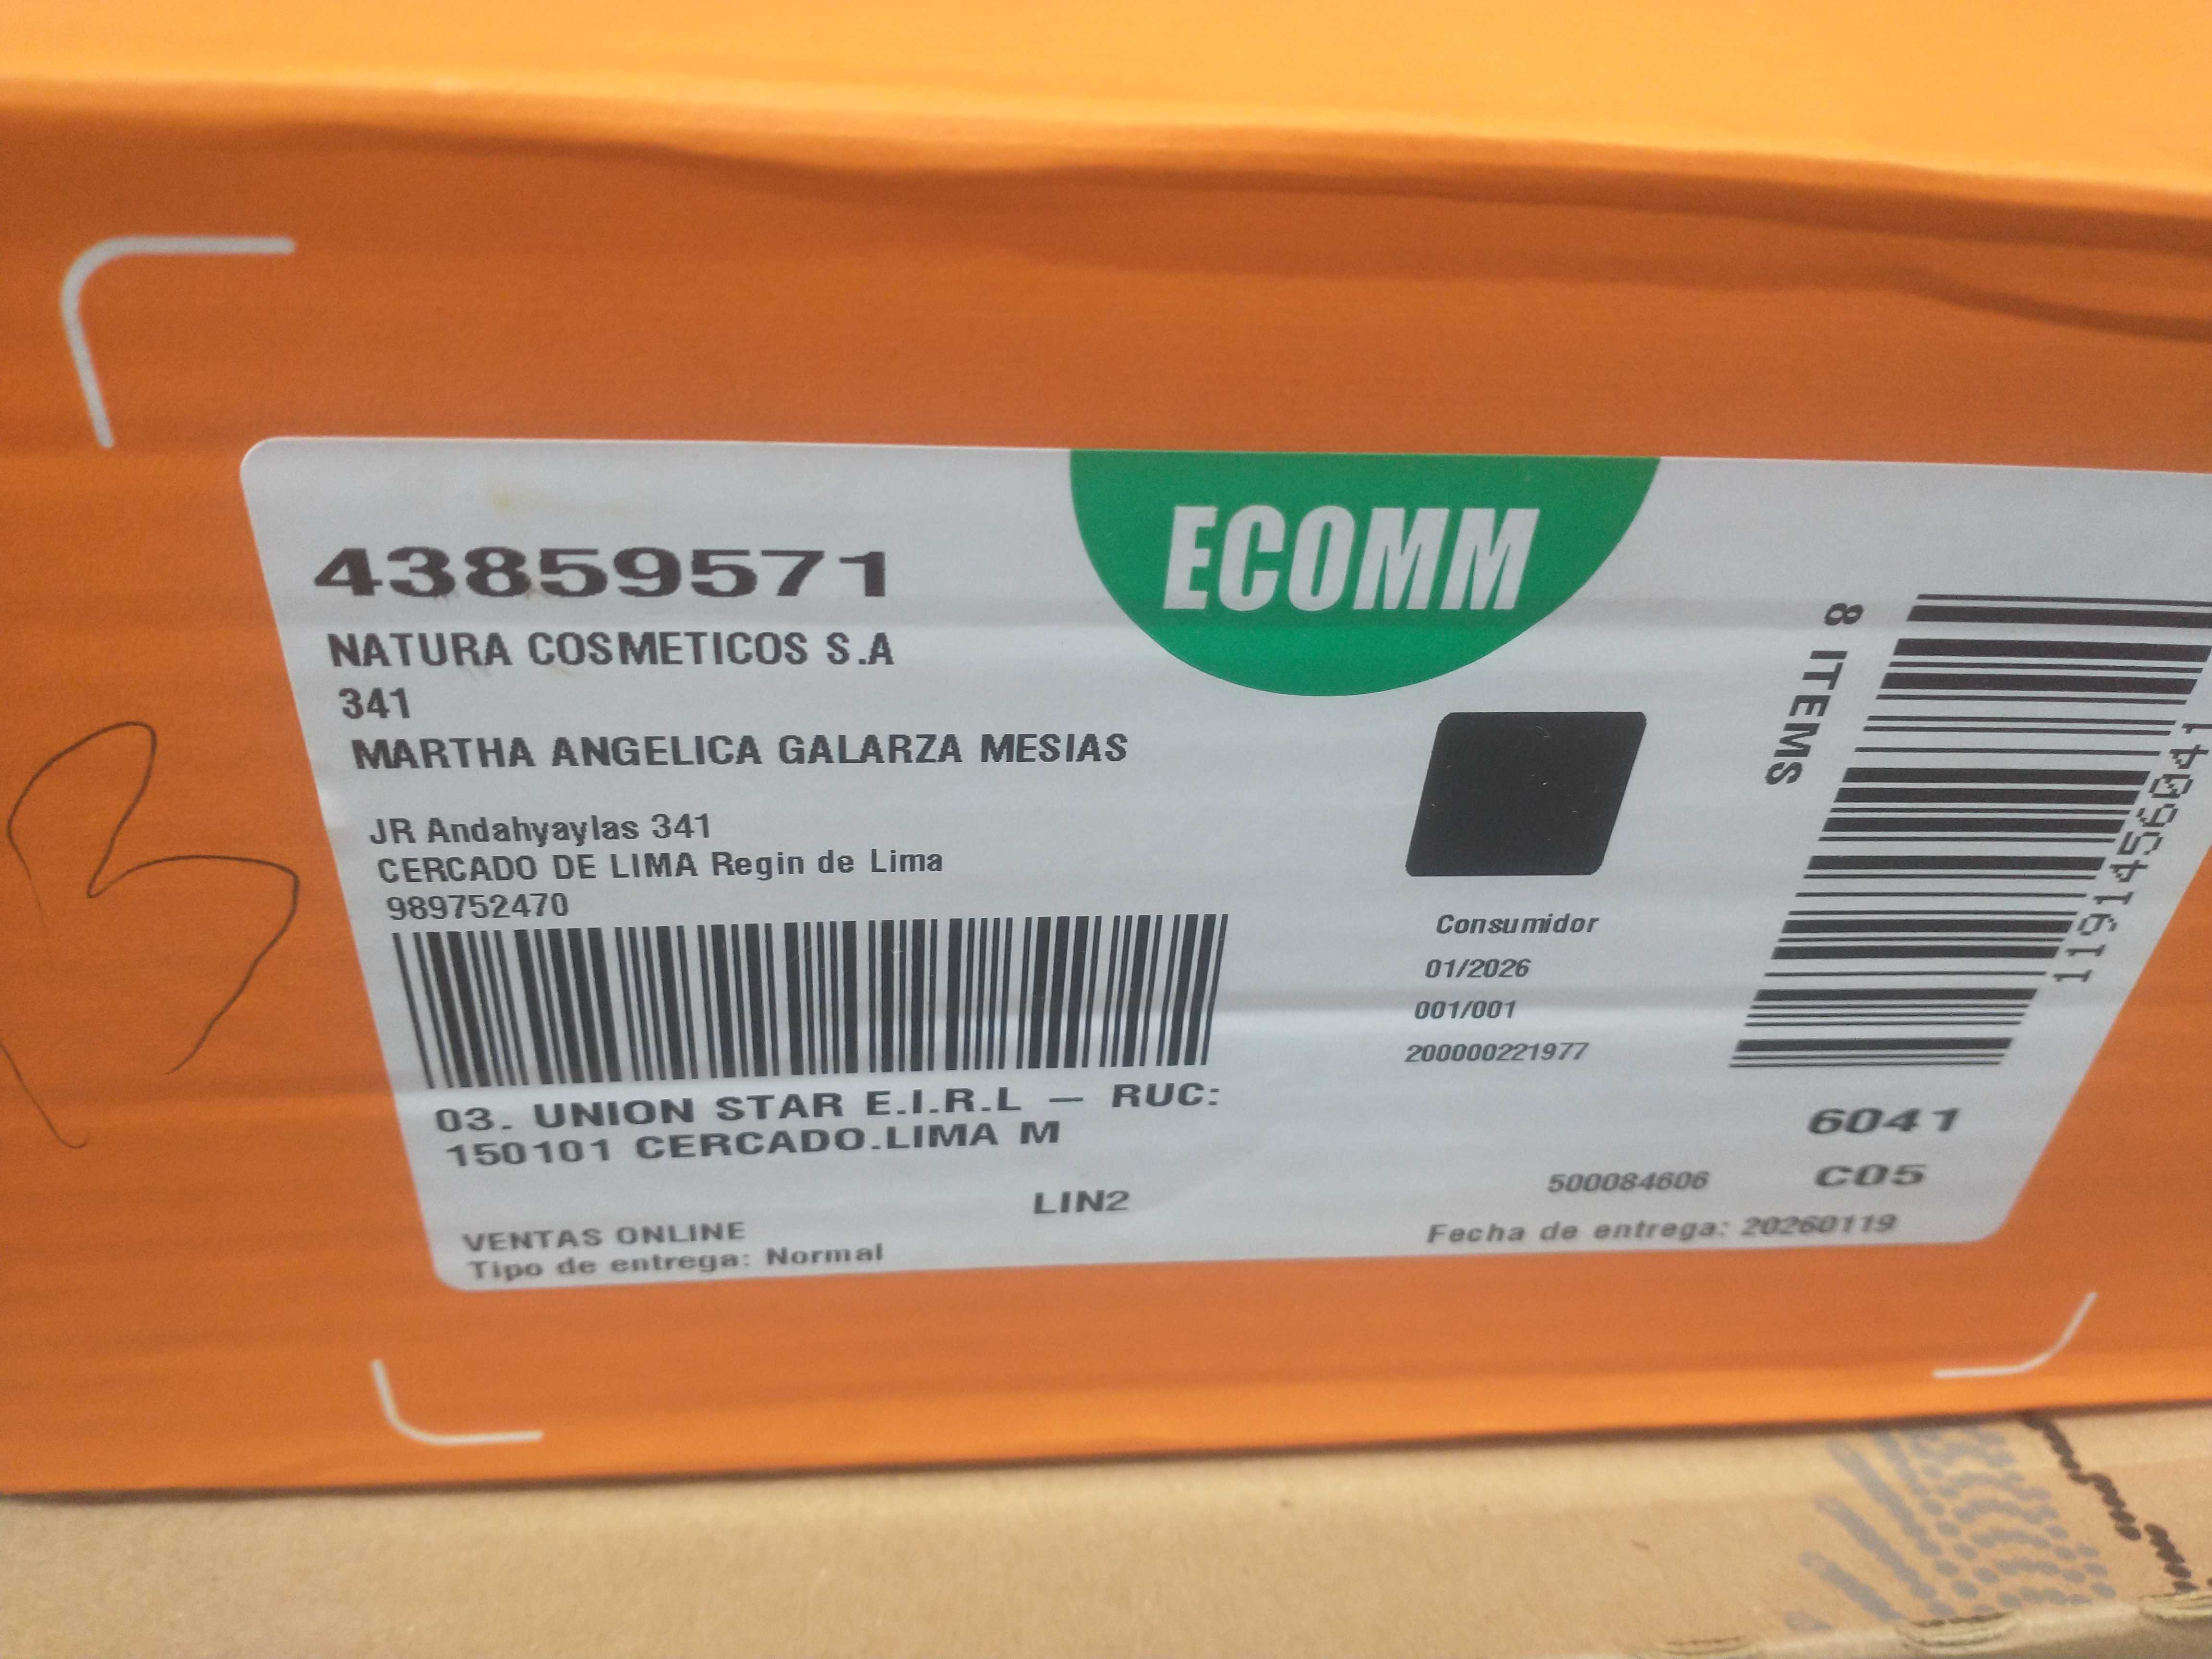 ECOMM
43859571
NATURA COSMETICOS S.A
341
MARTHA ANGELICA GALARZA MESIAS
JR Andahyaylas 341
CERCADO DE LIMA Regin de Lima
989752470
03. UNION STAR E.I.R.L — RUC:
150101 CERCADO.LIMA M
LIN2
VENTAS ONLINE
Tipo de entrega: Normal
Consumidor
01/2026
001/001
200000221977
8 ITEMS
6041
500084606 C05
Fecha de entrega: 20260119
B